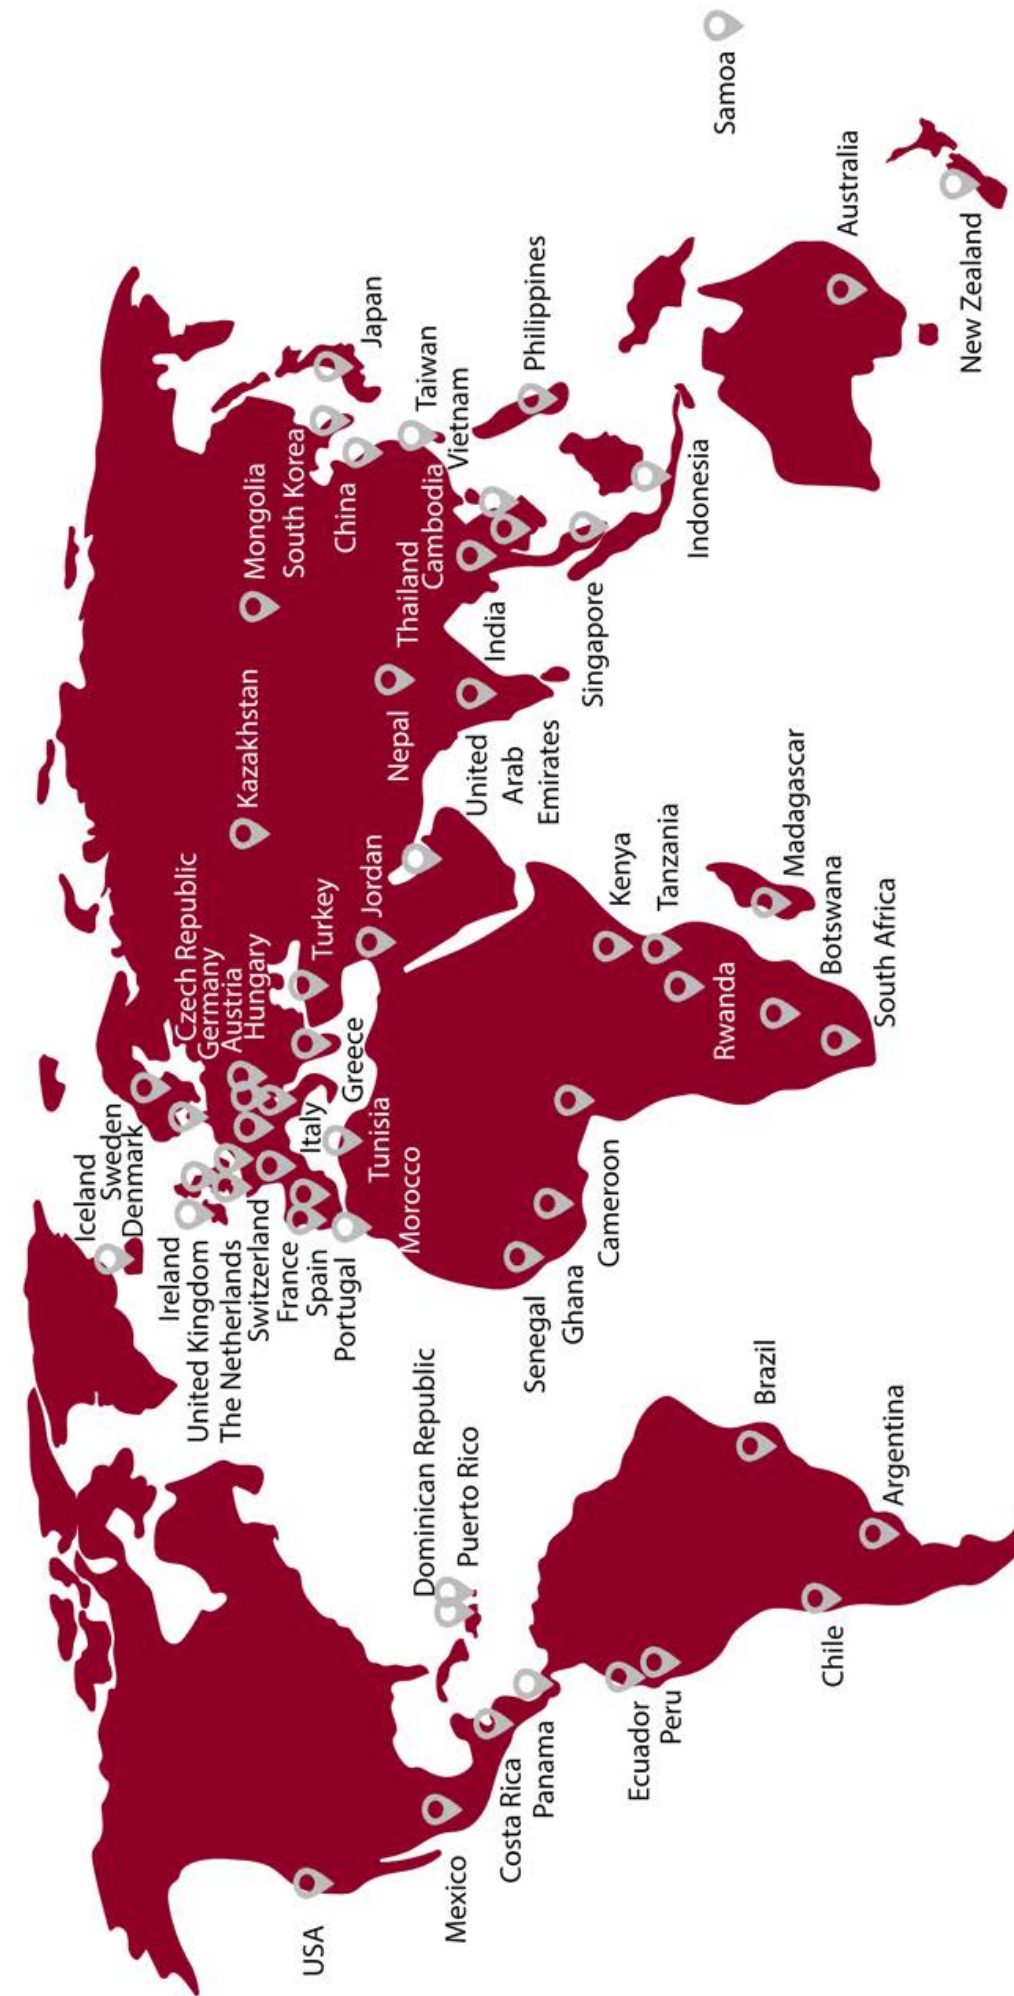 USA
Mexico
Costa Rica
Panama
Dominican Republic
Puerto Rico
Ecuador
Peru
Chile
Brazil
Argentina
Iceland
Sweden
Denmark
Ireland
United Kingdom
The Netherlands
Switzerland
France
Spain
Portugal
Czech Republic
Germany
Austria
Hungary
Italy
Greece
Turkey
Tunisia
Morocco
Jordan
Senegal
Ghana
Cameroon
Kenya
Tanzania
Rwanda
Madagascar
Botswana
South Africa
Kazakhstan
Mongolia
South Korea
China
Japan
Taiwan
Vietnam
Thailand
Cambodia
Nepal
India
United
Arab
Emirates
Singapore
Philippines
Indonesia
Australia
New Zealand
Samoa